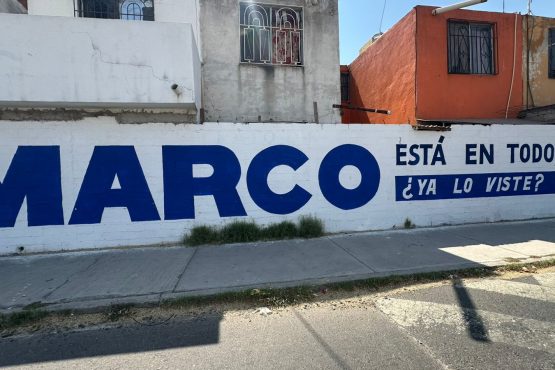 MARCO
ESTÁ EN TODO
¿YA LO VISTE?